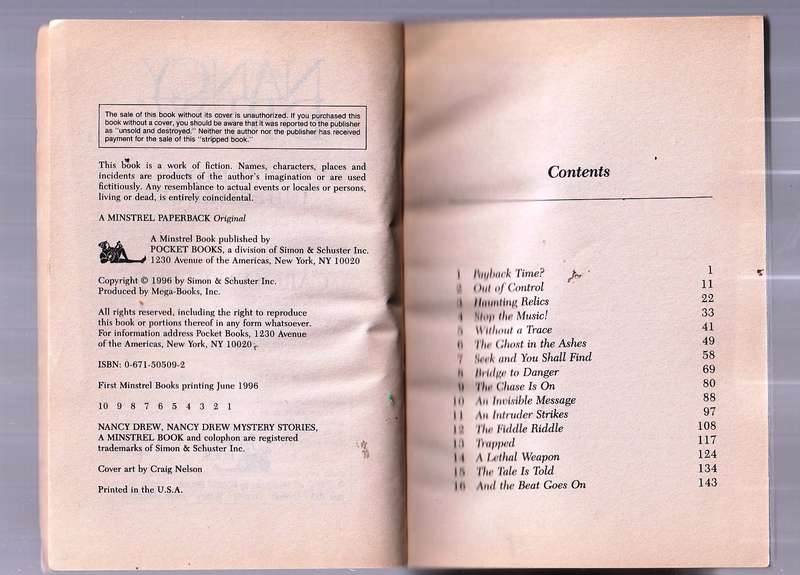 The sale of this book without its cover is unauthorized. If you purchased
this book without a cover, you should be aware that it was reported to the publisher
as "unsold and destroyed." Neither the author nor the publisher has received
payment for the sale of this "stripped book."
This book is a work of fiction. Names, characters, places and
incidents are products of the author's imagination or are used
fictitiously. Any resemblance to actual events or locales or persons,
living or dead, is entirely coincidental.
A MINSTREL PAPERBACK Original
A Minstrel Book published by
POCKET BOOKS, a division of Simon & Schuster Inc.
1230 Avenue of the Americas, New York, NY 10020
Copyright © 1996 by Simon & Schuster Inc.
Produced by Mega-Books, Inc.
All rights reserved, including the right to reproduce
this book or portions thereof in any form whatsoever.
For information address Pocket Books, 1230 Avenue
of the Americas, New York, NY 10020
ISBN: 0-671-50509-2
First Minstrel Books printing June 1996
10 9 8 7 6 5 4 3 2 1
NANCY DREW, NANCY DREW MYSTERY STORIES,
A MINSTREL BOOK and colophon are registered
trademarks of Simon & Schuster Inc.
Cover art by Craig Nelson
Printed in the U.S.A.
Contents
1 Payback Time? 1
2 Out of Control 11
3 Haunting Relics 22
4 Stop the Music! 33
5 Without a Trace 41
6 The Ghost in the Ashes 49
7 Seek and You Shall Find 58
8 Bridge to Danger 69
9 The Chase Is On 80
10 An Invisible Message 88
11 An Intruder Strikes 97
12 The Fiddle Riddle 108
13 Trapped 117
14 A Lethal Weapon 124
15 The Tale Is Told 134
16 And the Beat Goes On 143